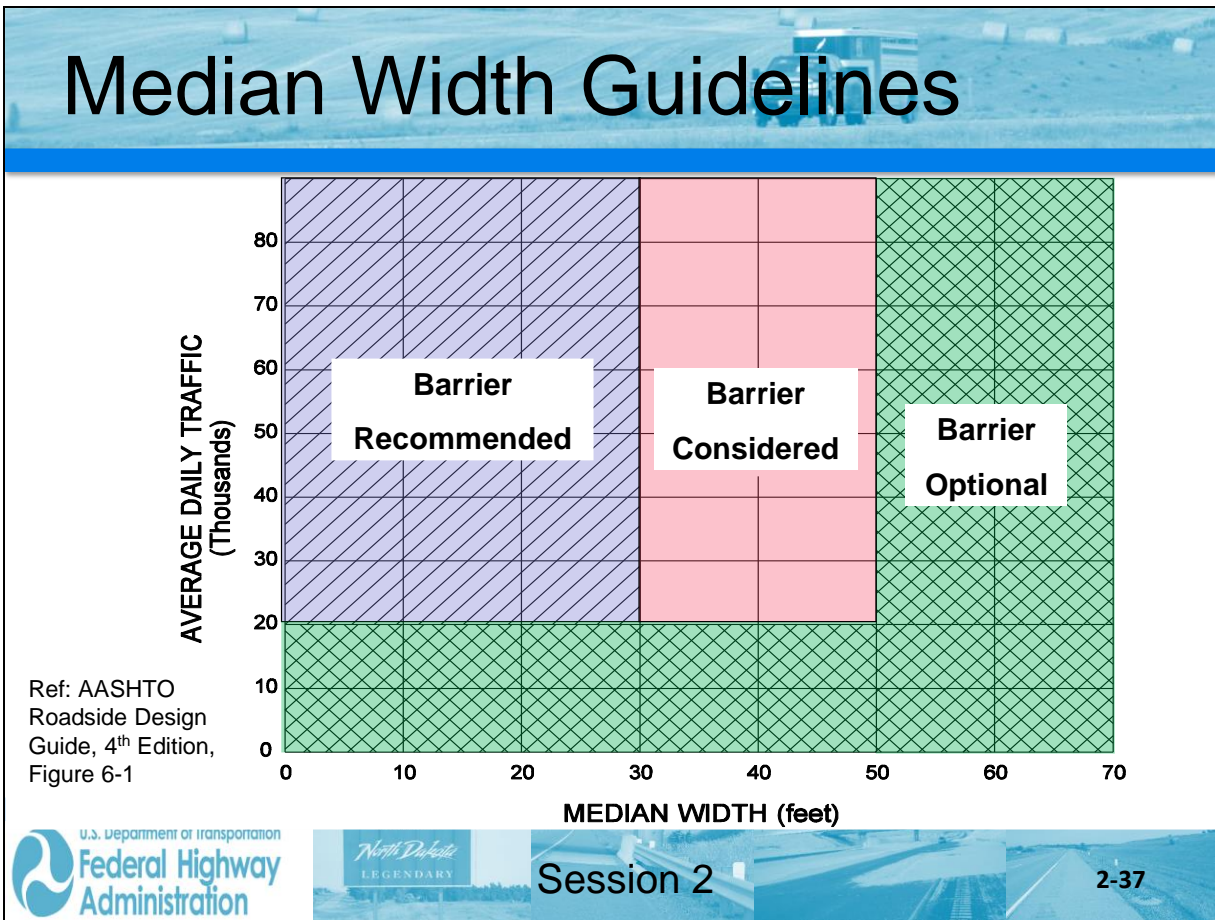 Median Width Guidelines
80
70
60
50
40
30
20
10
0
AVERAGE DAILY TRAFFIC
(Thousands)
Barrier
Recommended
Barrier
Considered
Barrier
Optional
0 10 20 30 40 50 60 70
MEDIAN WIDTH (feet)
Ref: AASHTO
Roadside Design
Guide, 4th Edition,
Figure 6-1
U.S. Department of Transportation
Federal Highway
Administration
North Dakota
LEGENDARY
Session 2
2-37